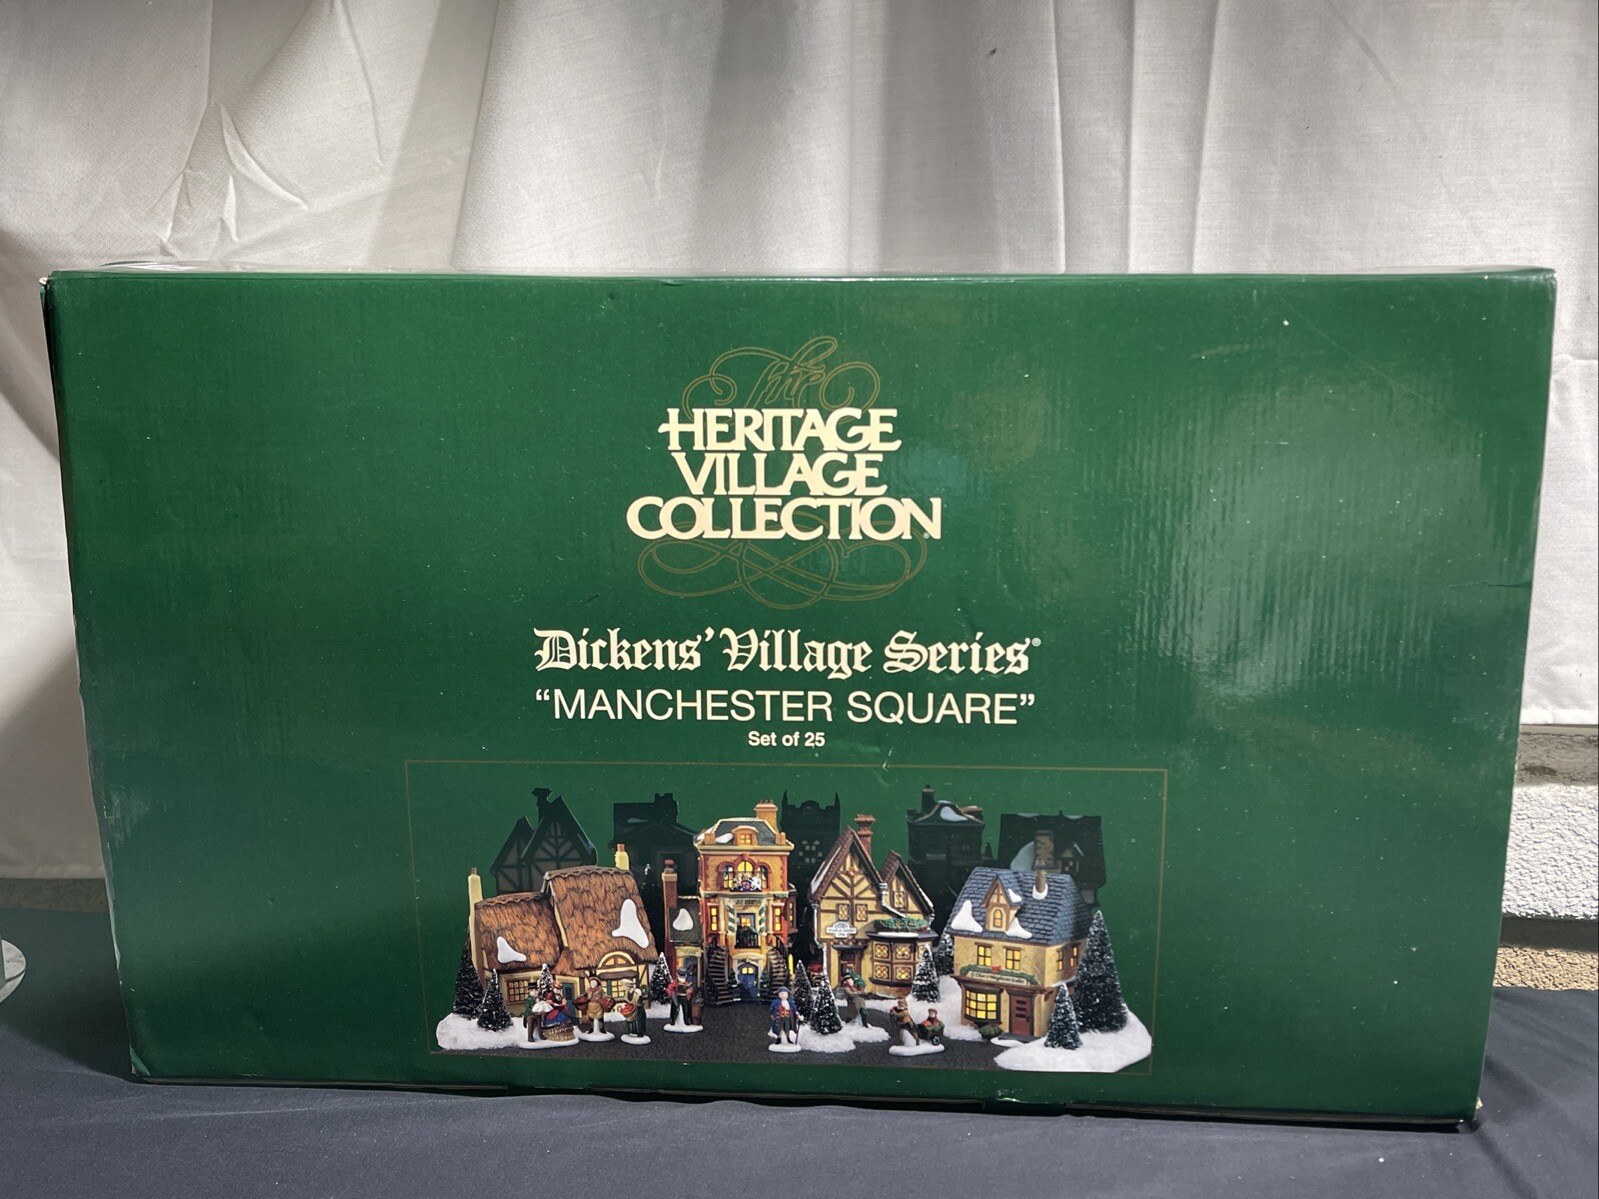 The
HERITAGE
VILLAGE
COLLECTION
Dickens' Village Series®
“MANCHESTER SQUARE”
Set of 25